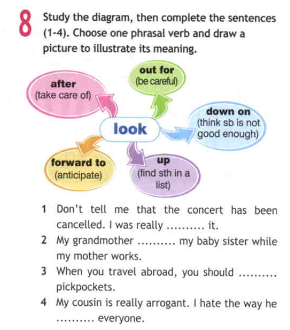 8 Study the diagram, then complete the sentences
(1-4). Choose one phrasal verb and draw a
picture to illustrate its meaning.
after
(take care of)
out for
(be careful)
look
down on
(think sb is not
good enough)
forward to
(anticipate)
up
(find sth in a
list)
1 Don't tell me that the concert has been
cancelled. I was really .......... it.
2 My grandmother .......... my baby sister while
my mother works.
3 When you travel abroad, you should ..........
pickpockets.
4 My cousin is really arrogant. I hate the way he
.......... everyone.